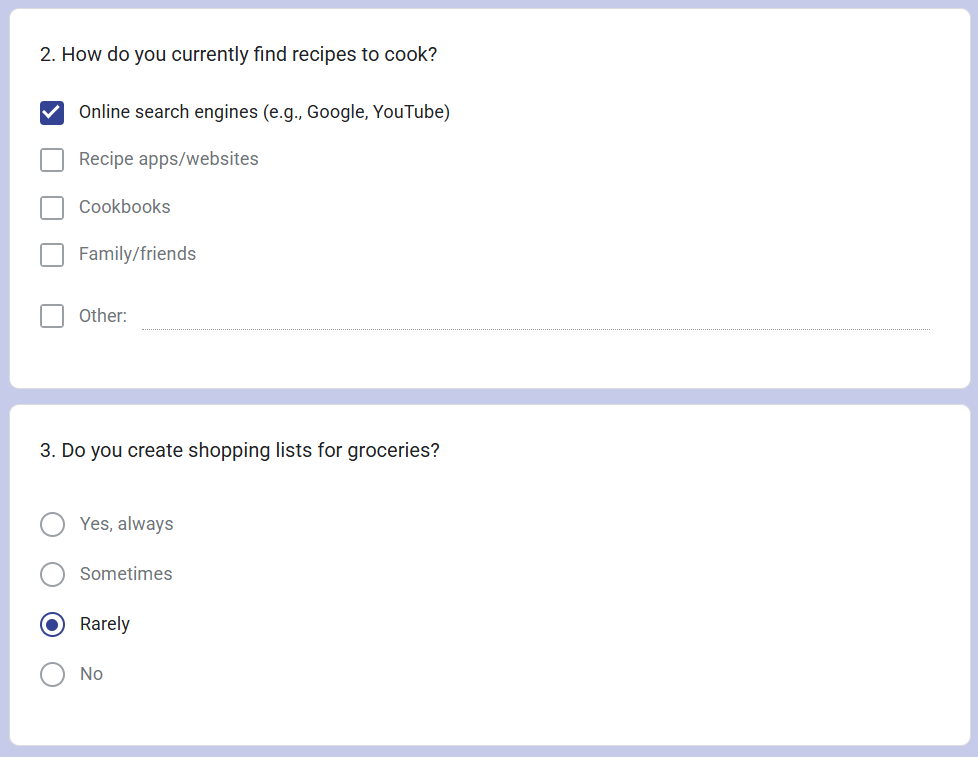 2. How do you currently find recipes to cook?
Online search engines (e.g., Google, YouTube)
Recipe apps/websites
Cookbooks
Family/friends
Other:
3. Do you create shopping lists for groceries?
Yes, always
Sometimes
Rarely
No